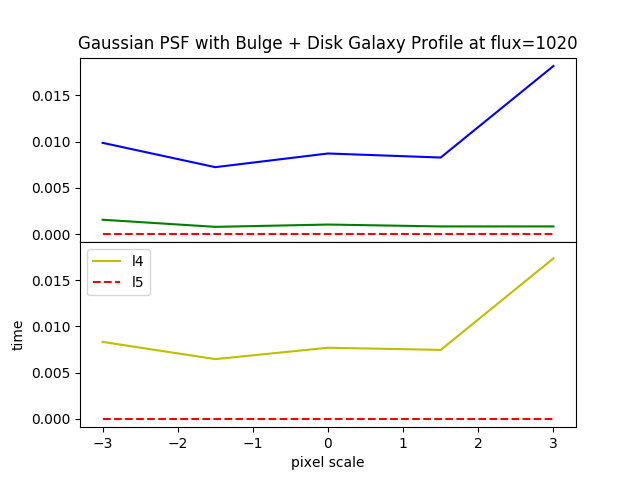 Gaussian PSF with Bulge + Disk Galaxy Profile at flux=1020
0.015
0.010
0.005
0.000
l4
l5
0.015
0.010
0.005
0.000
time
−3 −2 −1 0 1 2 3
pixel scale